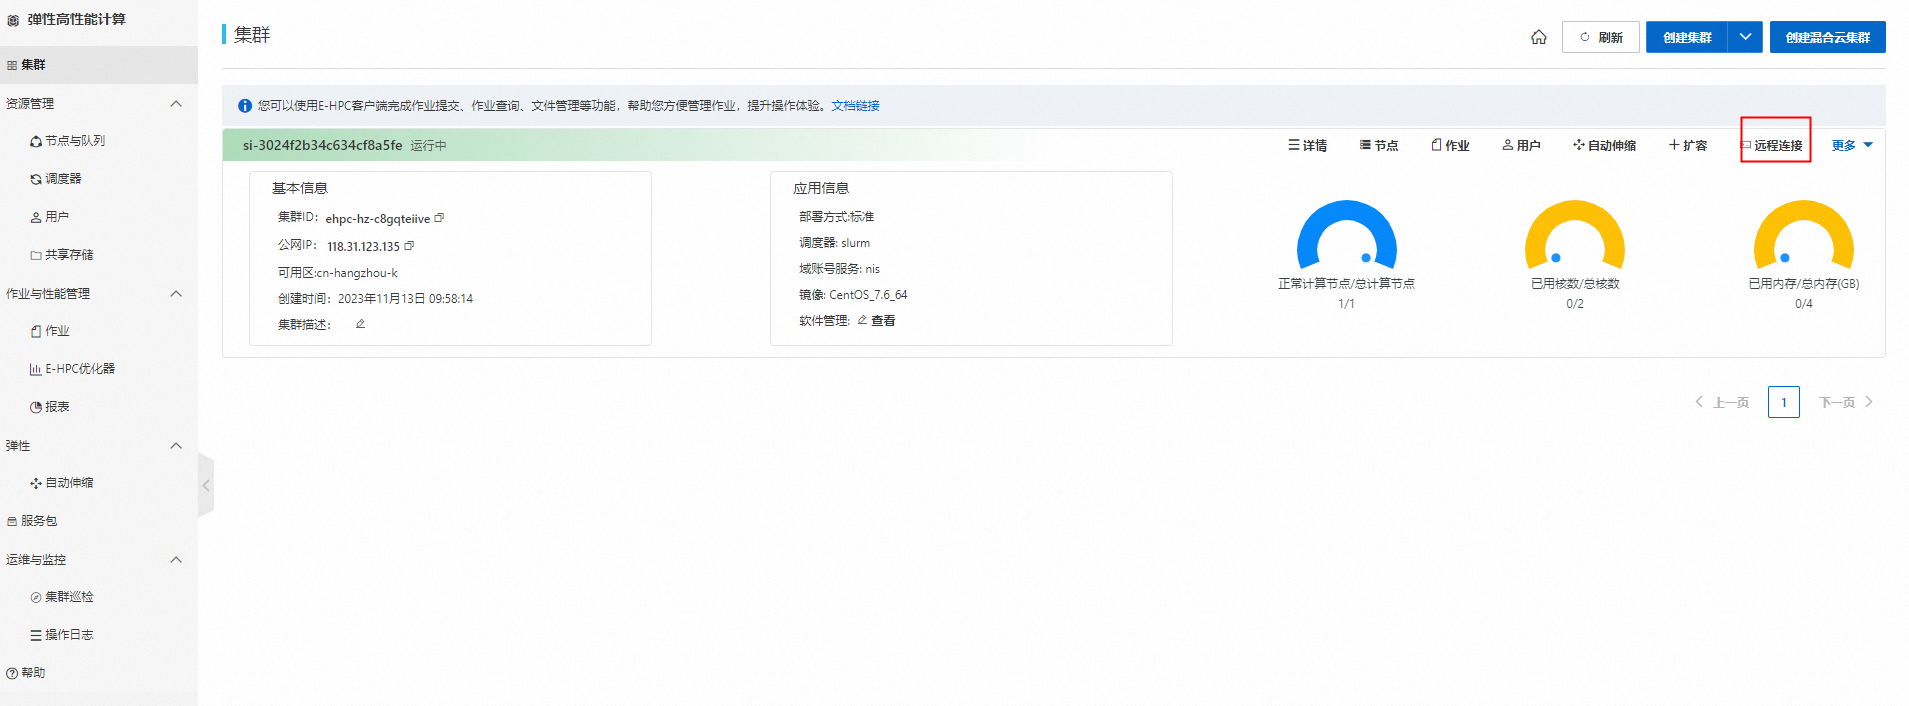 弹性高性能计算
集群
资源管理
节点与队列
调度器
用户
共享存储
作业与性能管理
作业
E-HPC优化器
报表
弹性
自动伸缩
服务包
运维与监控
集群巡检
操作日志
帮助
集群
刷新
创建集群
创建混合云集群
您可以使用E-HPC客户端完成作业提交、作业查询、文件管理等功能，帮助您方便管理作业，提升操作体验。文档链接
si-3024f2b34c634cf8a5fe 运行中
详情 节点 作业 用户 自动伸缩 扩容 远程连接 更多
基本信息
集群ID： ehpc-hz-c8gqteiive
公网IP： 118.31.123.135
可用区:cn-hangzhou-k
创建时间：2023年11月13日 09:58:14
集群描述：
应用信息
部署方式:标准
调度器: slurm
域账号服务: nis
镜像: CentOS_7.6_64
软件管理: 查看
正常计算节点/总计算节点
1/1
已用核数/总核数
0/2
已用内存/总内存(GB)
0/4
上一页 1 下一页